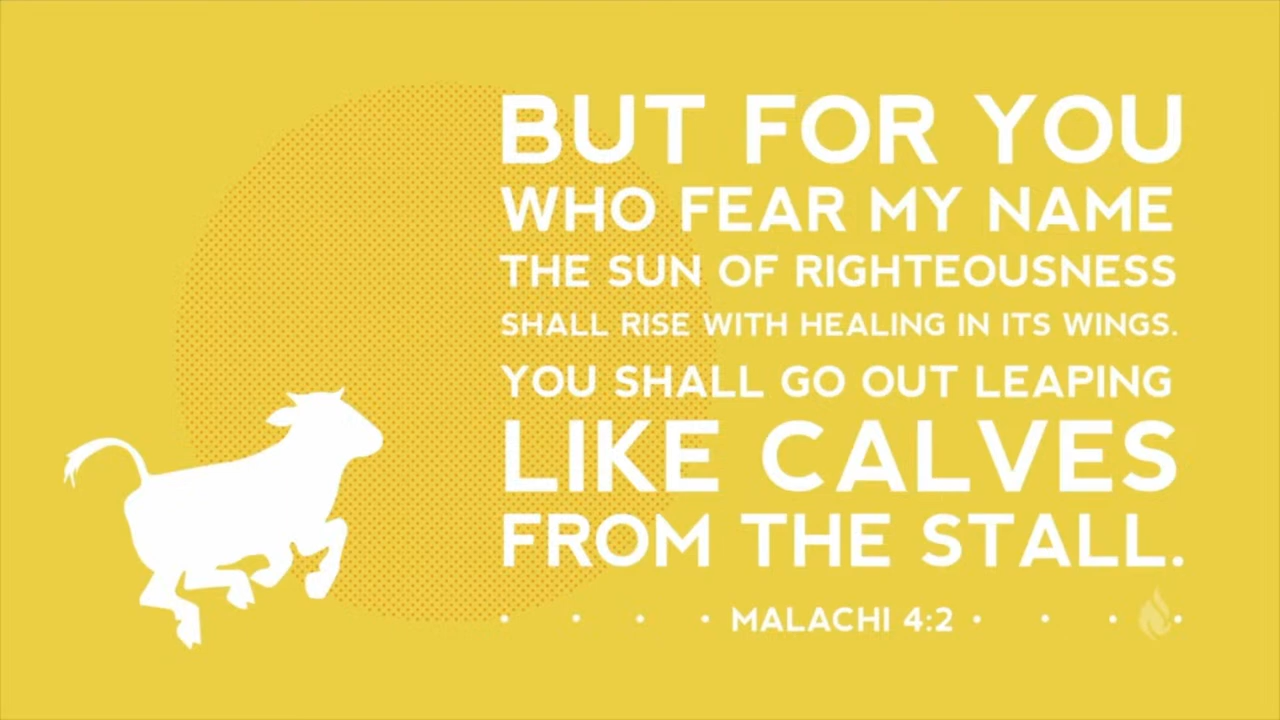 BUT FOR YOU
WHO FEAR MY NAME
THE SUN OF RIGHTEOUSNESS
SHALL RISE WITH HEALING IN ITS WINGS.
YOU SHALL GO OUT LEAPING
LIKE CALVES
FROM THE STALL.
MALACHI 4:2